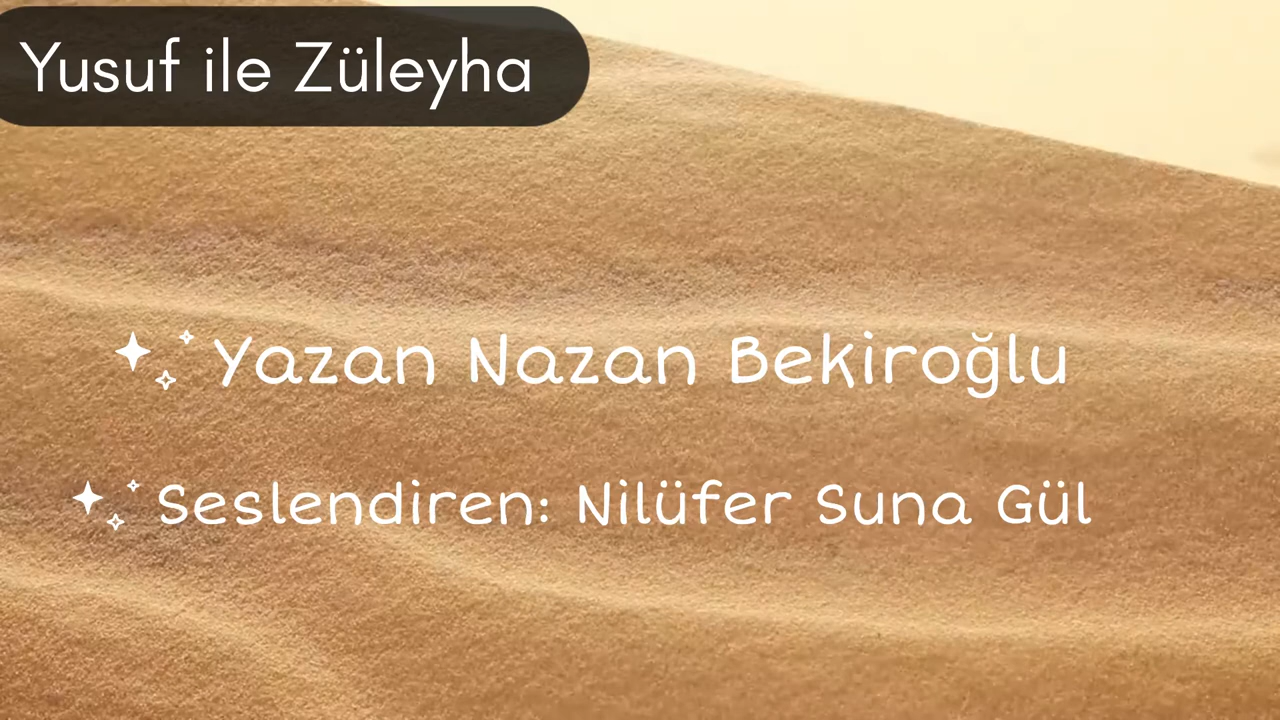 Yusuf ile Züleyha
Yazan Nazan Bekiroğlu
Seslendiren: Nilüfer Suna Gül